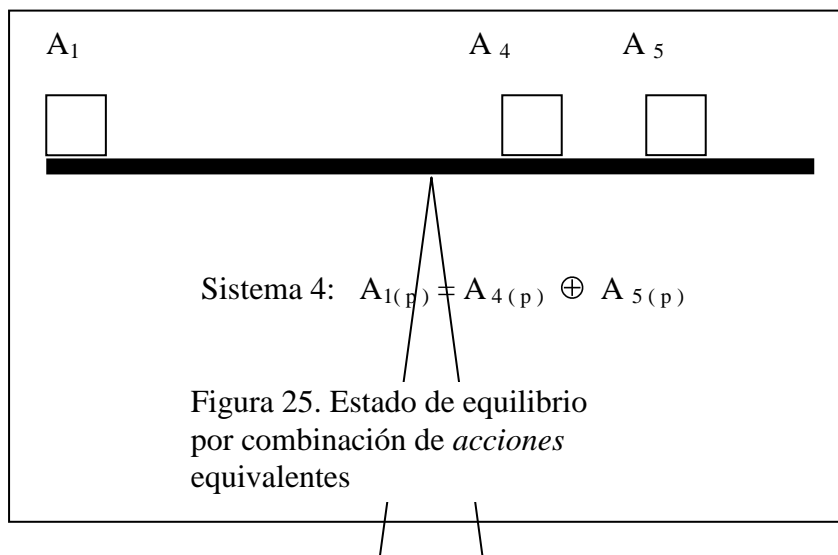 A₁ A ₄ A ₅
Sistema 4: A₁₍ ₚ ₎ = A ₄ ₍ ₚ ₎ ⊕ A ₅ ₍ ₚ ₎
Figura 25. Estado de equilibrio
por combinación de acciones
equivalentes